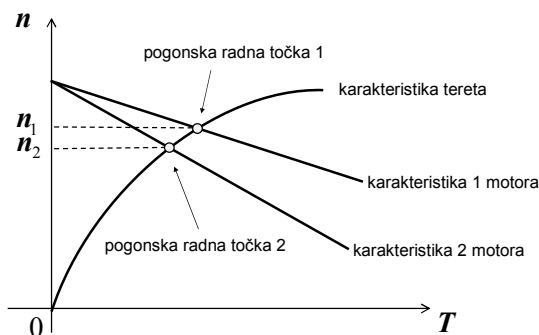 n
pogonska radna točka 1
karakteristika tereta
n₁
n₂
karakteristika 1 motora
pogonska radna točka 2
karakteristika 2 motora
0
T